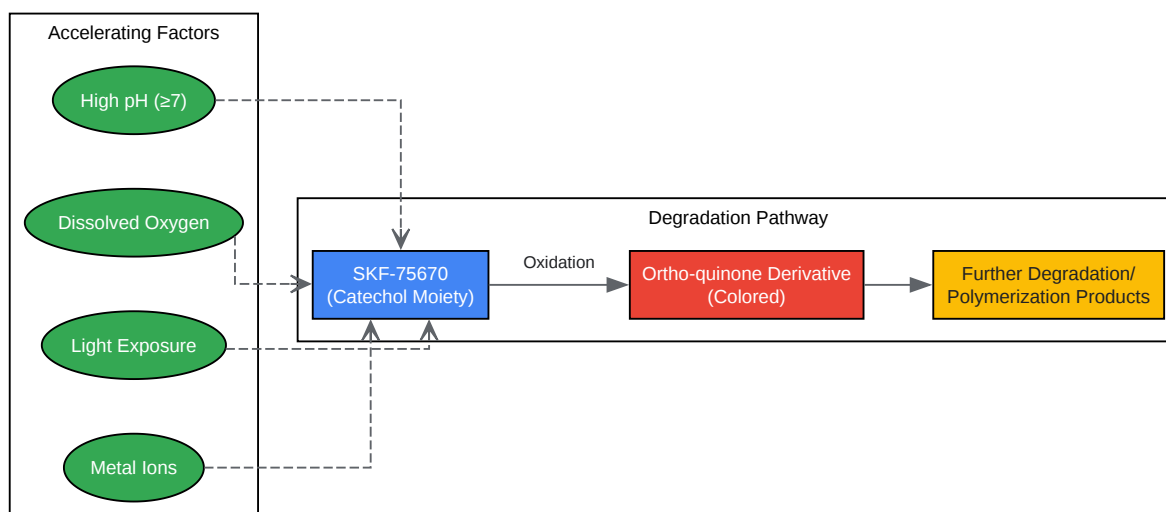 Accelerating Factors
High pH (≥7)
Dissolved Oxygen
Light Exposure
Metal Ions
Degradation Pathway
SKF-75670
(Catechol Moiety)
Oxidation
Ortho-quinone Derivative
(Colored)
Further Degradation/
Polymerization Products